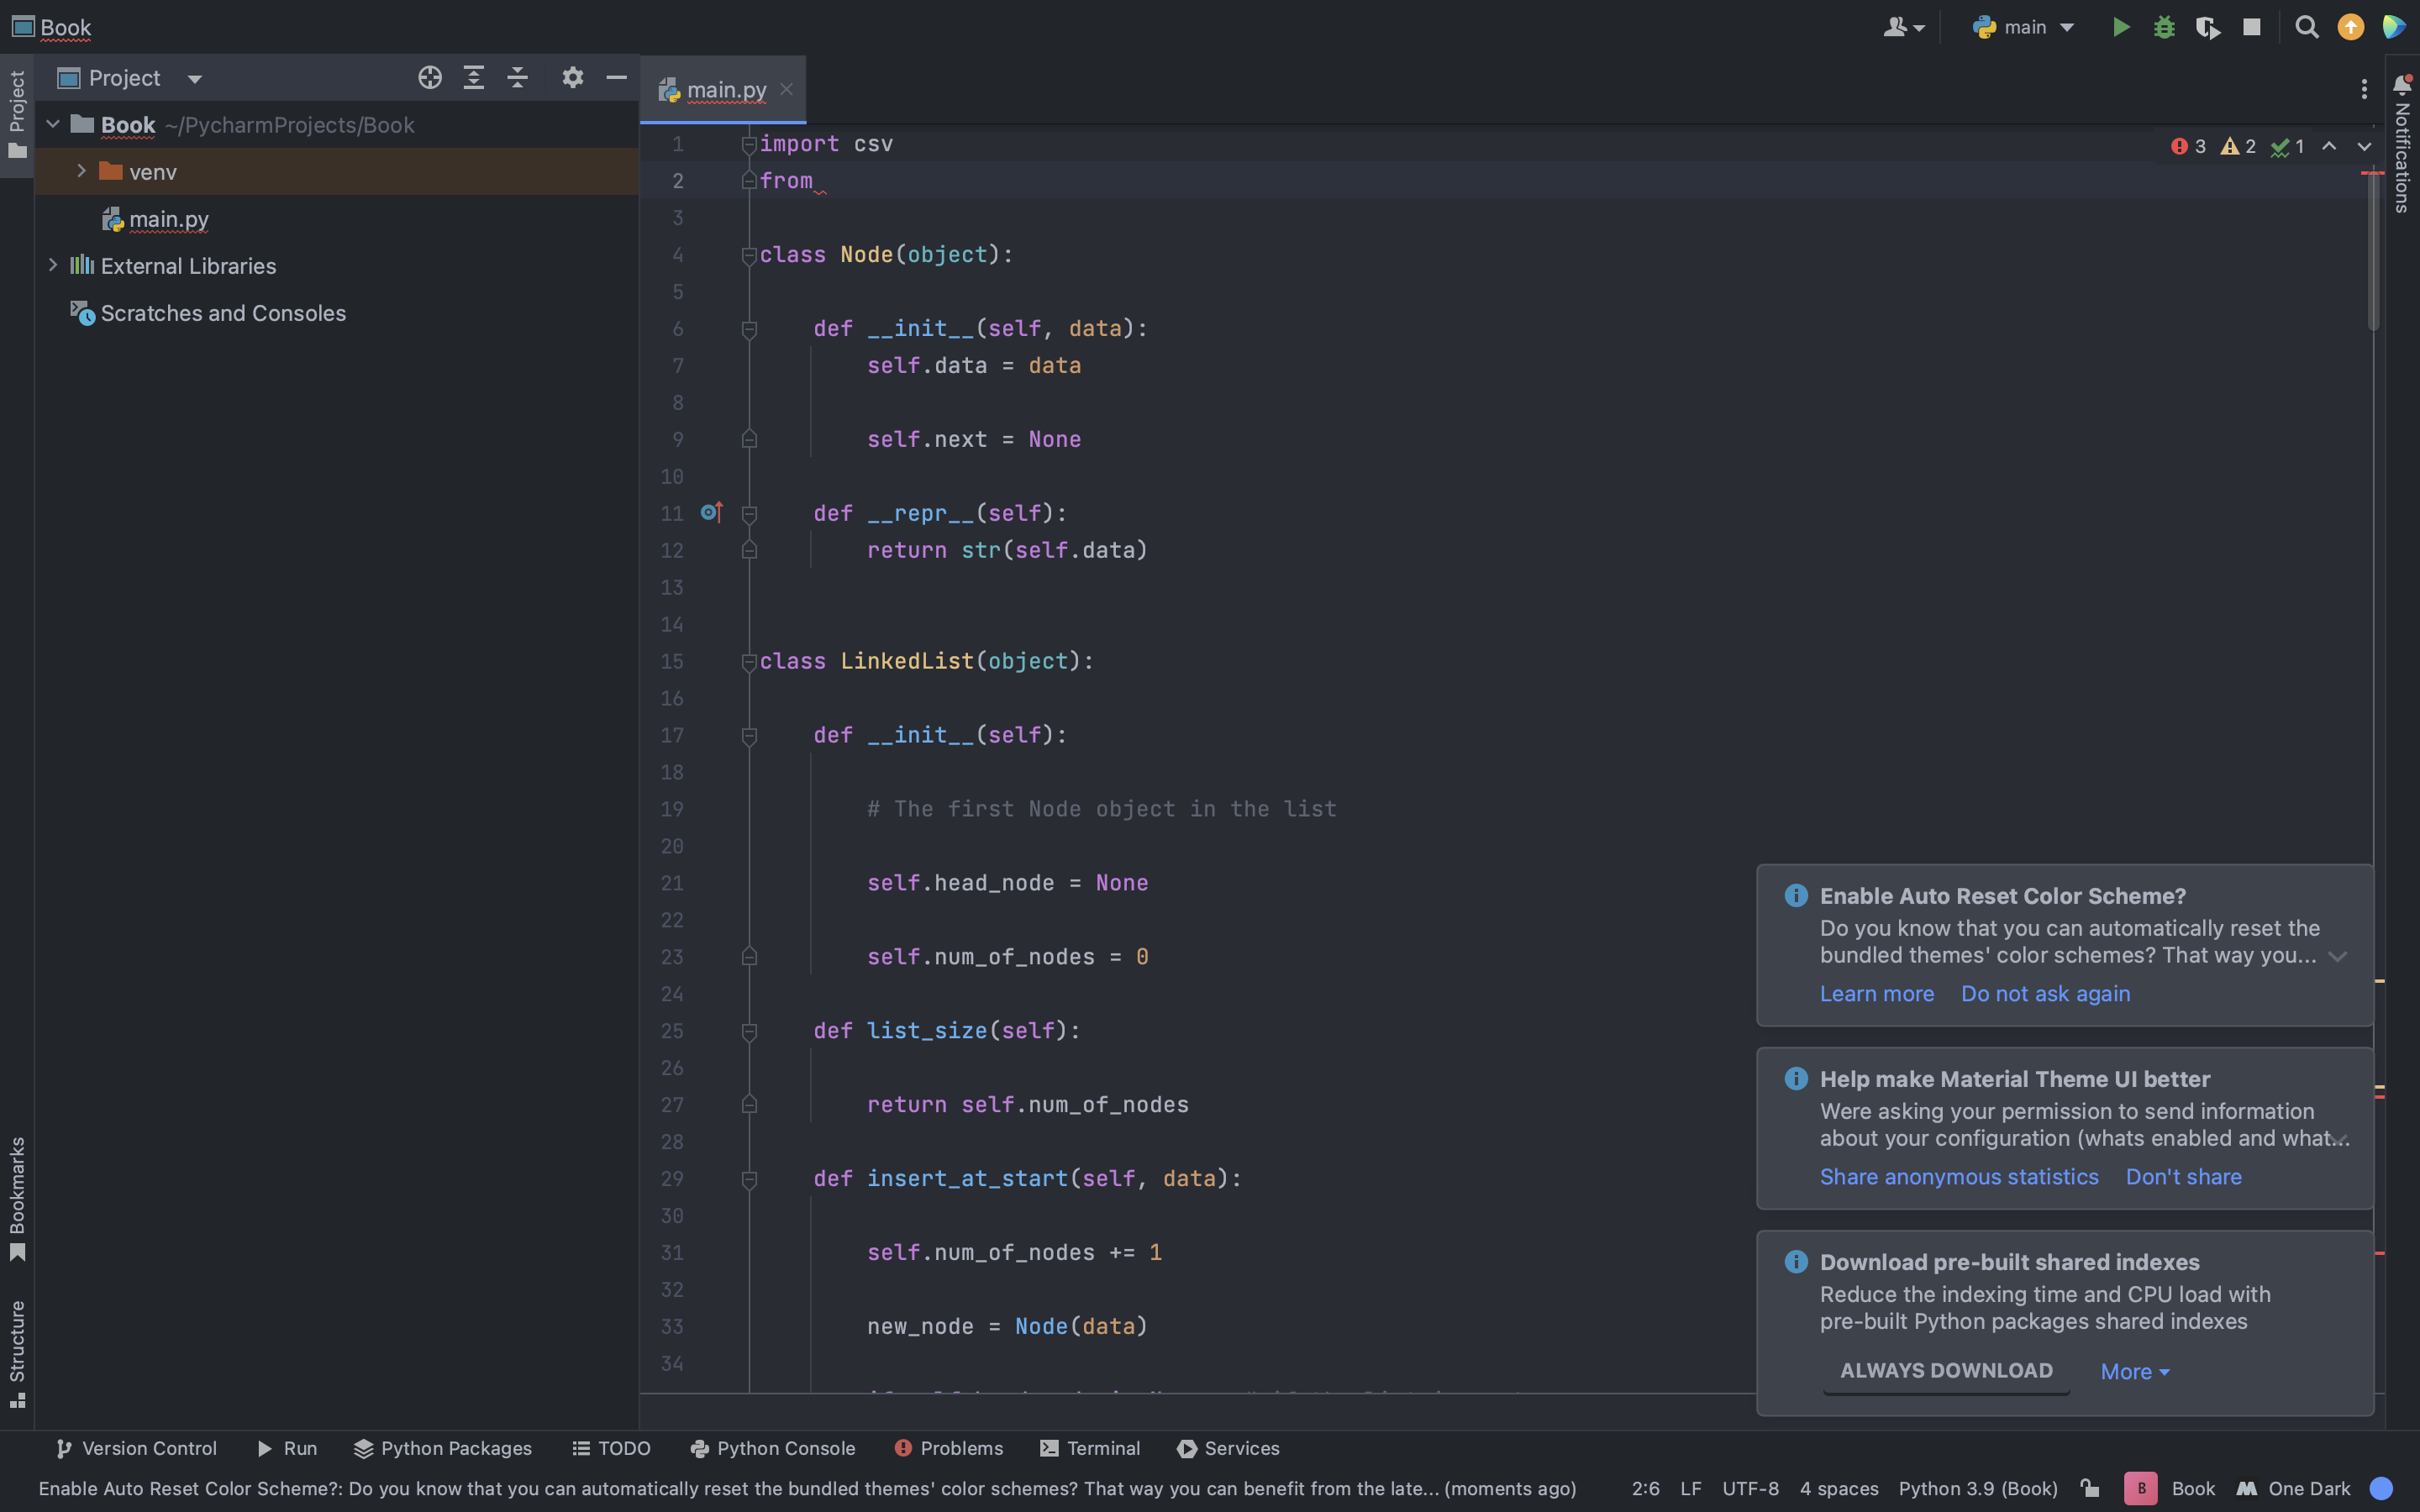 Book
main
Project
main.py
Project
Book ~/PycharmProjects/Book
venv
main.py
External Libraries
Scratches and Consoles
Notifications
3 2 1
1 import csv
2 from
3
4 class Node(object):
5
6 def __init__(self, data):
7 self.data = data
8
9 self.next = None
10
11 def __repr__(self):
12 return str(self.data)
13
14
15 class LinkedList(object):
16
17 def __init__(self):
18
19 # The first Node object in the list
20
21 self.head_node = None
22
23 self.num_of_nodes = 0
24
25 def list_size(self):
26
27 return self.num_of_nodes
28
29 def insert_at_start(self, data):
30
31 self.num_of_nodes += 1
32
33 new_node = Node(data)
34
Enable Auto Reset Color Scheme?
Do you know that you can automatically reset the
bundled themes' color schemes? That way you...
Learn more Do not ask again
Help make Material Theme UI better
Were asking your permission to send information
about your configuration (whats enabled and what...
Share anonymous statistics Don't share
Download pre-built shared indexes
Reduce the indexing time and CPU load with
pre-built Python packages shared indexes
ALWAYS DOWNLOAD More
Bookmarks
Structure
Version Control Run Python Packages TODO Python Console Problems Terminal Services
Enable Auto Reset Color Scheme?: Do you know that you can automatically reset the bundled themes' color schemes? That way you can benefit from the late... (moments ago) 2:6 LF UTF-8 4 spaces Python 3.9 (Book) B Book One Dark